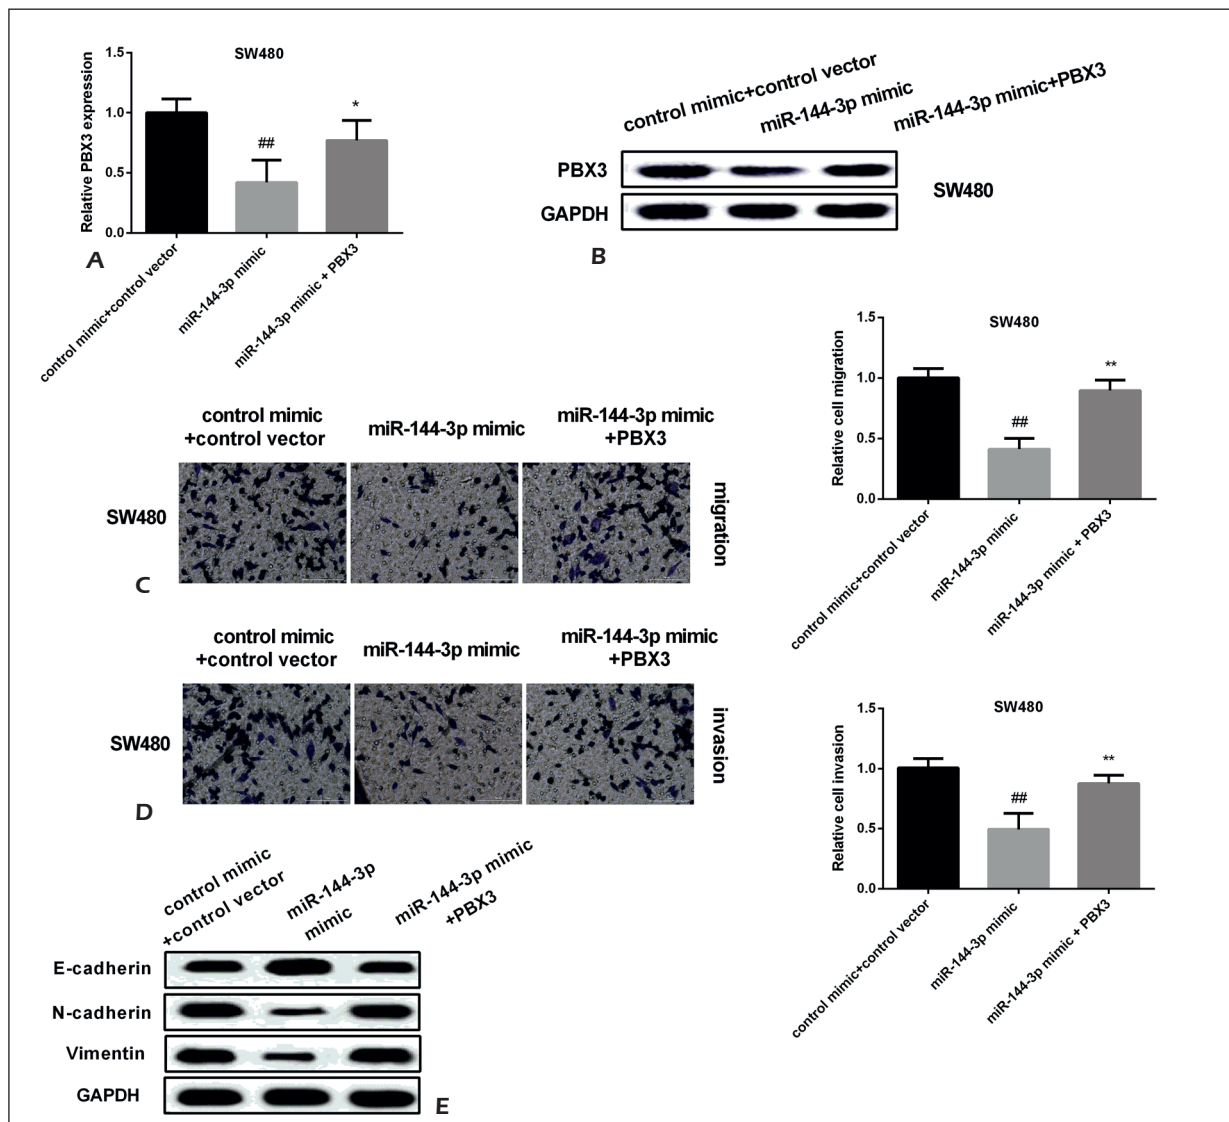 SW480
Relative PBX3 expression
1.5
1.0
0.5
0.0
##
*
control mimic+control vector
miR-144-3p mimic
miR-144-3p mimic + PBX3
A
control mimic+control vector
miR-144-3p mimic
miR-144-3p mimic+PBX3
PBX3
GAPDH
SW480
B
control mimic
+control vector
miR-144-3p mimic
miR-144-3p mimic
+PBX3
SW480
migration
C
SW480
Relative cell migration
1.5
1.0
0.5
0.0
##
**
control mimic+control vector
miR-144-3p mimic
miR-144-3p mimic + PBX3
control mimic
+control vector
miR-144-3p mimic
miR-144-3p mimic
+PBX3
SW480
invasion
D
SW480
Relative cell invasion
1.5
1.0
0.5
0.0
##
**
control mimic+control vector
miR-144-3p mimic
miR-144-3p mimic + PBX3
control mimic
+control vector
miR-144-3p
mimic
miR-144-3p mimic
+PBX3
E-cadherin
N-cadherin
Vimentin
GAPDH
E